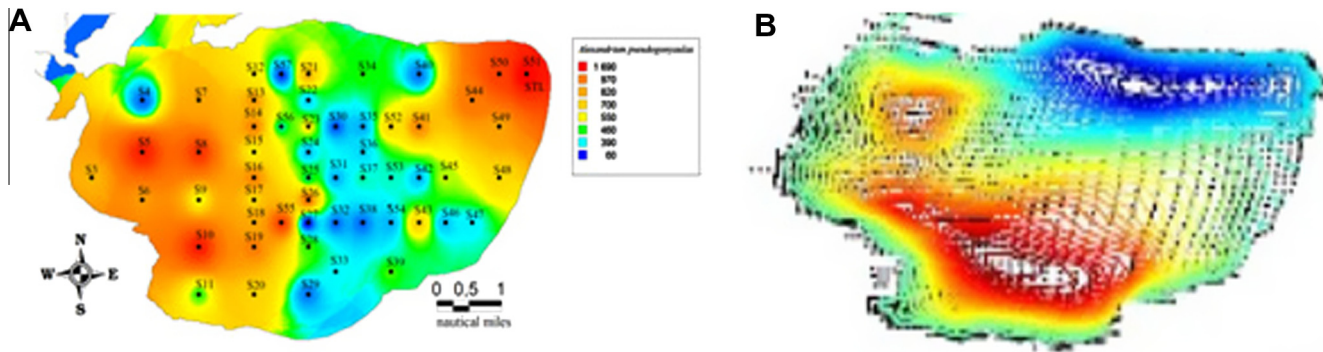 A
B
S12 S57 S21 S34 S40 S50 S51
STL
S4 S7 S13 S22 S44
S14 S56 S23 S30 S35 S52 S41 S49
S5 S8 S15 S24 S36
S3 S16 S25 S31 S37 S53 S42 S45 S48
S6 S9 S17 S26
S18 S55 S27 S32 S38 S54 S43 S46 S47
S10 S19 S28
S33 S39
S11 S20 S29
N
W E
S
0 0,5 1
nautical miles
Alexandrium pseudogonyaulax
1 690
970
820
700
550
460
390
60